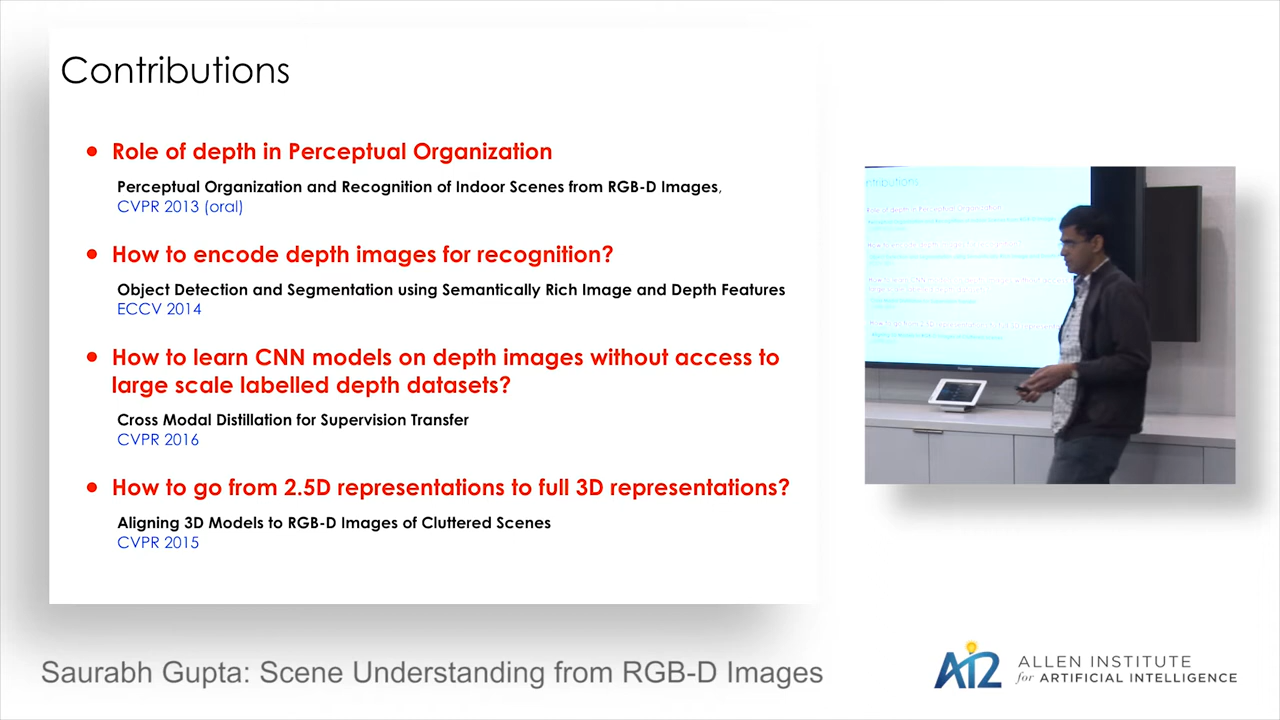 Contributions
• Role of depth in Perceptual Organization
Perceptual Organization and Recognition of Indoor Scenes from RGB-D Images,
CVPR 2013 (oral)
• How to encode depth images for recognition?
Object Detection and Segmentation using Semantically Rich Image and Depth Features
ECCV 2014
• How to learn CNN models on depth images without access to
large scale labelled depth datasets?
Cross Modal Distillation for Supervision Transfer
CVPR 2016
• How to go from 2.5D representations to full 3D representations?
Aligning 3D Models to RGB-D Images of Cluttered Scenes
CVPR 2015
Saurabh Gupta: Scene Understanding from RGB-D Images
AI2
ALLEN INSTITUTE
for ARTIFICIAL INTELLIGENCE